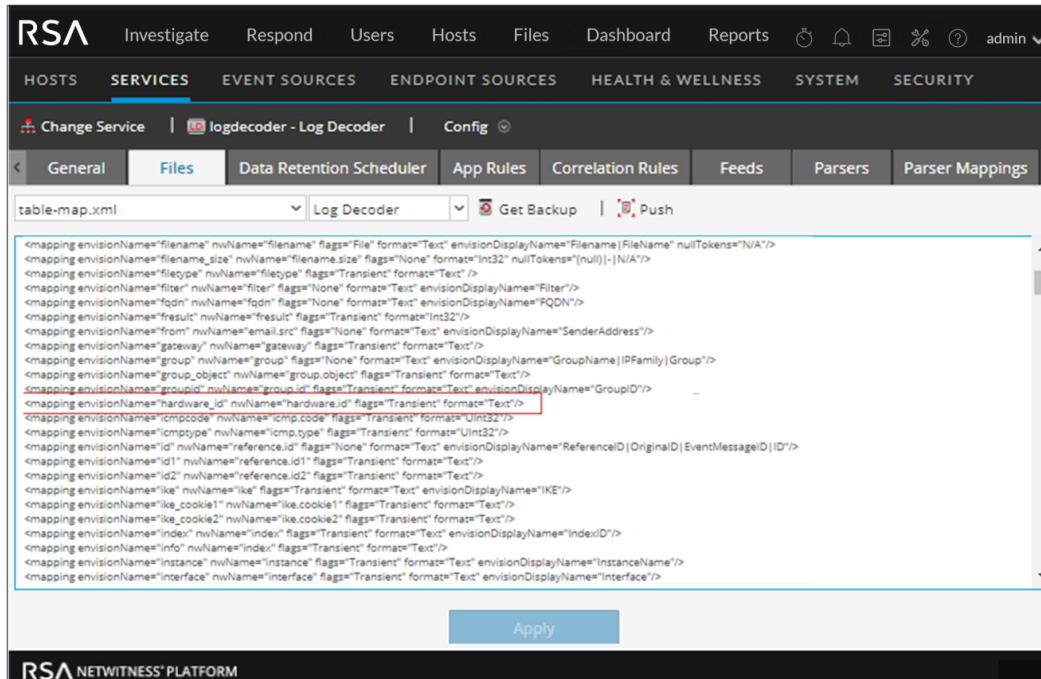 RSA Investigate Respond Users Hosts Files Dashboard Reports admin
HOSTS SERVICES EVENT SOURCES ENDPOINT SOURCES HEALTH & WELLNESS SYSTEM SECURITY
Change Service | LD logdecoder - Log Decoder | Config
General Files Data Retention Scheduler App Rules Correlation Rules Feeds Parsers Parser Mappings
table-map.xml Log Decoder Get Backup | Push
<mapping envisionName="filename" nwName="filename" flags="File" format="Text" envisionDisplayName="Filename|FileName" nullTokens="N/A"/>
<mapping envisionName="filename_size" nwName="filename.size" flags="None" format="Int32" nullTokens="(null)|-|N/A"/>
<mapping envisionName="filetype" nwName="filetype" flags="Transient" format="Text" />
<mapping envisionName="filter" nwName="filter" flags="None" format="Text" envisionDisplayName="Filter"/>
<mapping envisionName="fqdn" nwName="fqdn" flags="None" format="Text" envisionDisplayName="FQDN"/>
<mapping envisionName="fresult" nwName="fresult" flags="Transient" format="Int32"/>
<mapping envisionName="from" nwName="email.src" flags="None" format="Text" envisionDisplayName="SenderAddress"/>
<mapping envisionName="gateway" nwName="gateway" flags="Transient" format="Text"/>
<mapping envisionName="group" nwName="group" flags="None" format="Text" envisionDisplayName="GroupName|IPFamily|Group"/>
<mapping envisionName="group_object" nwName="group.object" flags="Transient" format="Text"/>
<mapping envisionName="groupid" nwName="group.id" flags="Transient" format="Text" envisionDisplayName="GroupID"/>
<mapping envisionName="hardware_id" nwName="hardware.id" flags="Transient" format="Text"/>
<mapping envisionName="icmpcode" nwName="icmp.code" flags="Transient" format="UInt32"/>
<mapping envisionName="icmptype" nwName="icmp.type" flags="Transient" format="UInt32"/>
<mapping envisionName="id" nwName="reference.id" flags="None" format="Text" envisionDisplayName="ReferenceID|OriginalID|EventMessageID|ID"/>
<mapping envisionName="id1" nwName="reference.id1" flags="Transient" format="Text"/>
<mapping envisionName="id2" nwName="reference.id2" flags="Transient" format="Text"/>
<mapping envisionName="ike" nwName="ike" flags="Transient" format="Text" envisionDisplayName="IKE"/>
<mapping envisionName="ike_cookie1" nwName="ike.cookie1" flags="Transient" format="Text"/>
<mapping envisionName="ike_cookie2" nwName="ike.cookie2" flags="Transient" format="Text"/>
<mapping envisionName="index" nwName="index" flags="Transient" format="Text" envisionDisplayName="IndexID"/>
<mapping envisionName="info" nwName="index" flags="Transient" format="Text"/>
<mapping envisionName="instance" nwName="instance" flags="Transient" format="Text" envisionDisplayName="InstanceName"/>
<mapping envisionName="interface" nwName="interface" flags="Transient" format="Text" envisionDisplayName="Interface"/>
Apply
RSA NETWITNESS® PLATFORM